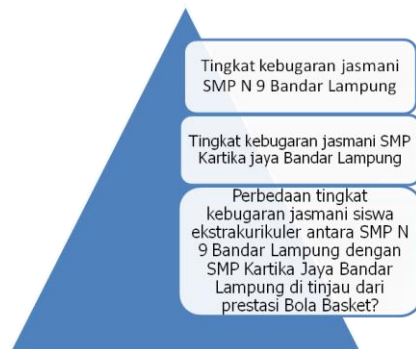 Tingkat kebugaran jasmani
SMP N 9 Bandar Lampung
Tingkat kebugaran jasmani SMP
Kartika jaya Bandar Lampung
Perbedaan tingkat
kebugaran jasmani siswa
ekstrakurikuler antara SMP N
9 Bandar Lampung dengan
SMP Kartika Jaya Bandar
Lampung di tinjau dari
prestasi Bola Basket?